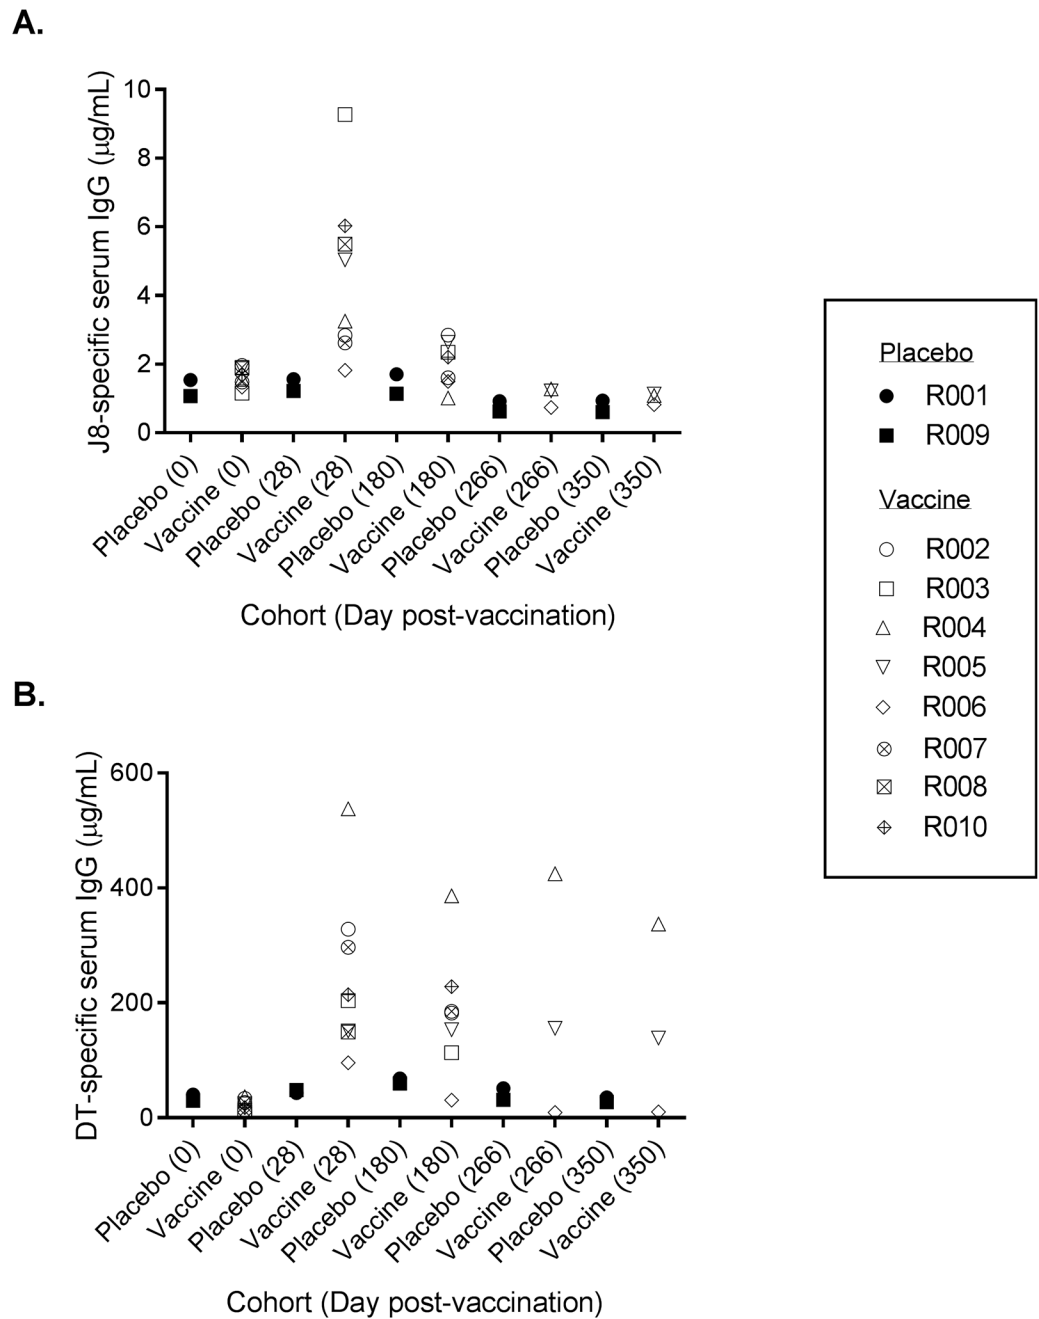 A.
J8-specific serum IgG (µg/mL)
10
8
6
4
2
0
Placebo (0)
Vaccine (0)
Placebo (28)
Vaccine (28)
Placebo (180)
Vaccine (180)
Placebo (266)
Vaccine (266)
Placebo (350)
Vaccine (350)
Cohort (Day post-vaccination)
Placebo
R001
R009
Vaccine
R002
R003
R004
R005
R006
R007
R008
R010
B.
DT-specific serum IgG (µg/mL)
600
400
200
0
Placebo (0)
Vaccine (0)
Placebo (28)
Vaccine (28)
Placebo (180)
Vaccine (180)
Placebo (266)
Vaccine (266)
Placebo (350)
Vaccine (350)
Cohort (Day post-vaccination)